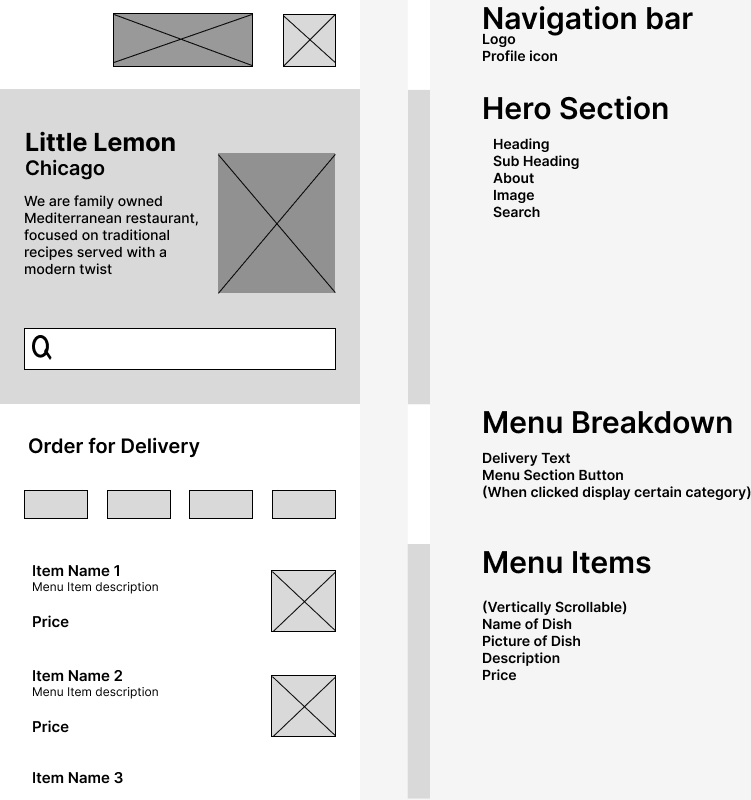 Navigation bar
Logo
Profile icon
Little Lemon
Chicago
We are family owned
Mediterranean restaurant,
focused on traditional
recipes served with a
modern twist
Hero Section
Heading
Sub Heading
About
Image
Search
Order for Delivery
Menu Breakdown
Delivery Text
Menu Section Button
(When clicked display certain category)
Item Name 1
Menu Item description
Price
Item Name 2
Menu Item description
Price
Item Name 3
Menu Items
(Vertically Scrollable)
Name of Dish
Picture of Dish
Description
Price